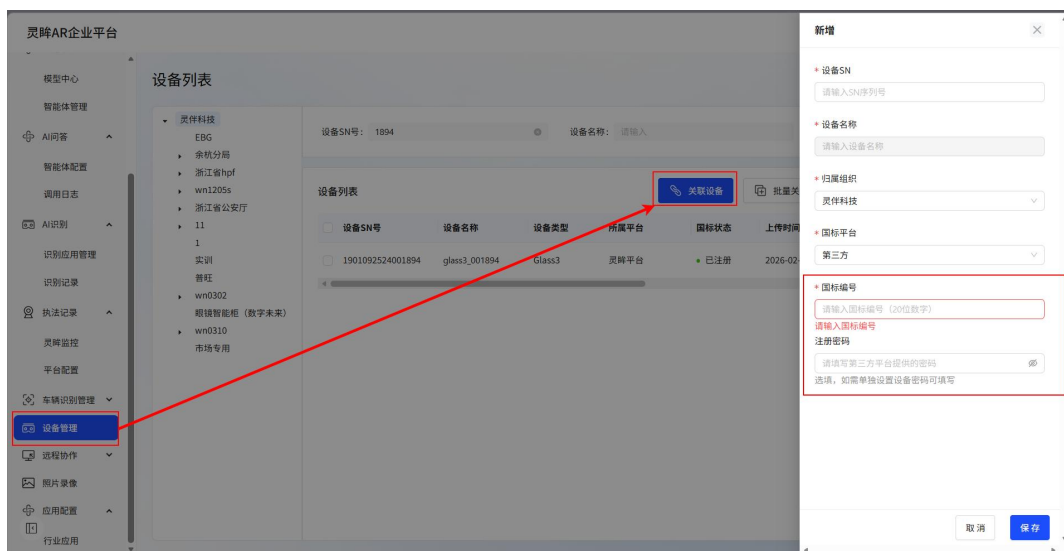 灵眸AR企业平台
模型中心
智能体管理
AI问答
智能体配置
调用日志
AI识别
识别应用管理
识别记录
执法记录
灵眸监控
平台配置
车辆识别管理
设备管理
远程协作
照片录像
应用配置
行业应用
设备列表
灵伴科技
EBG
余杭分局
浙江省hpf
wn1205s
浙江省公安厅
11
1
实训
普旺
wn0302
眼镜智能柜（数字未来）
wn0310
市场专用
设备SN号： 1894 设备名称： 请输入
设备列表 关联设备 批量关
设备SN号 设备名称 设备类型 所属平台 国标状态 上传时间
1901092524001894 glass3_001894 Glass3 灵眸平台 已注册 2026-02-
新增
* 设备SN
请输入SN序列号
* 设备名称
请输入设备名称
* 归属组织
灵伴科技
* 国标平台
第三方
* 国标编号
请输入国标编号（20位数字）
请输入国标编号
注册密码
请填写第三方平台提供的密码
选填，如需单独设置设备密码可填写
取消 保存